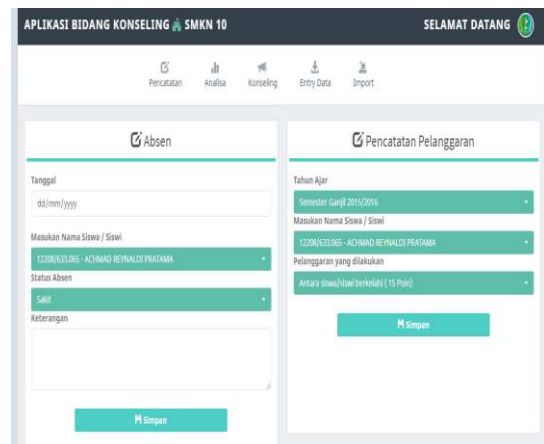 APLIKASI BIDANG KONSELING SMKN 10
SELAMAT DATANG
Pencatatan Analisa Konseling Entry Data Import
Absen
Tanggal
dd/mm/yyyy
Masukan Nama Siswa / Siswi
12208/633.065 - ACHMAD REYNALDI PRATAMA
Status Absen
Sakit
Keterangan
Simpan
Pencatatan Pelanggaran
Tahun Ajar
Semester Ganjil 2015/2016
Masukan Nama Siswa / Siswi
12208/633.065 - ACHMAD REYNALDI PRATAMA
Pelanggaran yang dilakukan
Antara siswa/siswi berkelahi ( 15 Poin)
Simpan